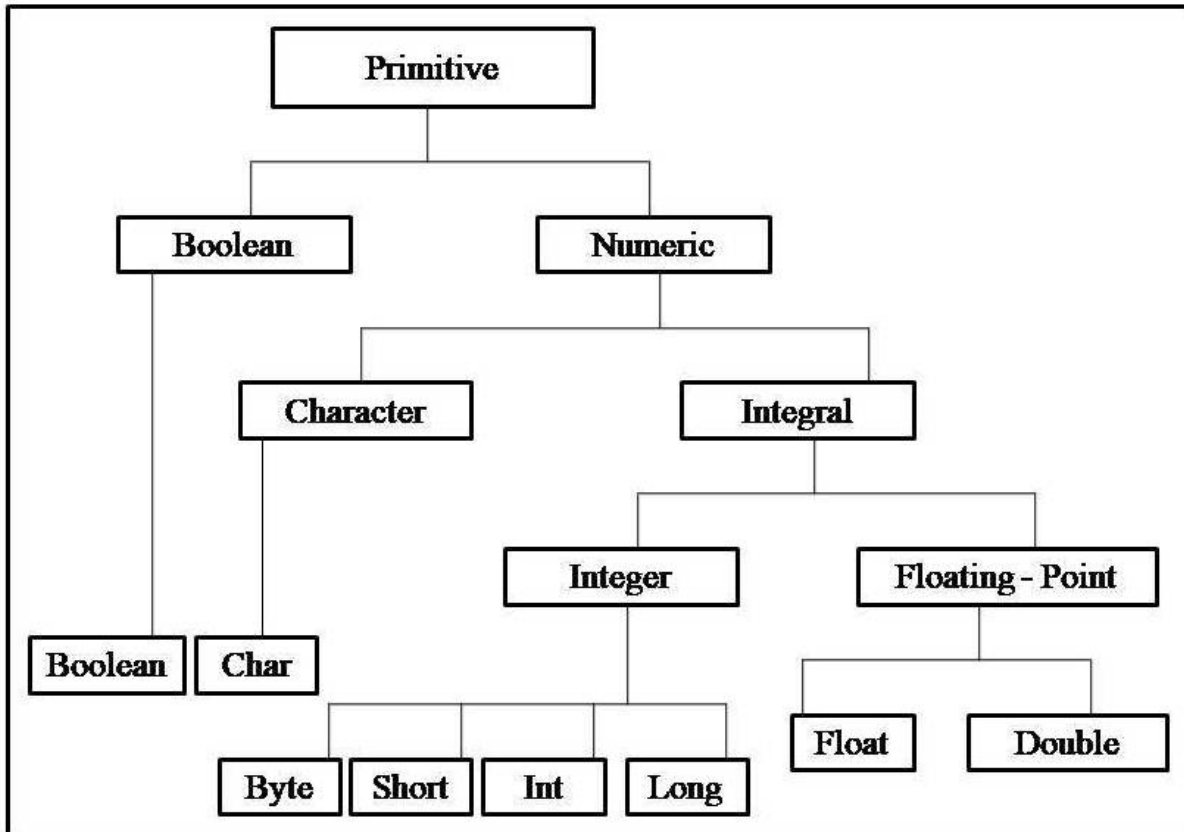 Primitive
Boolean
Numeric
Character
Integral
Integer
Floating - Point
Boolean
Char
Float
Double
Byte
Short
Int
Long